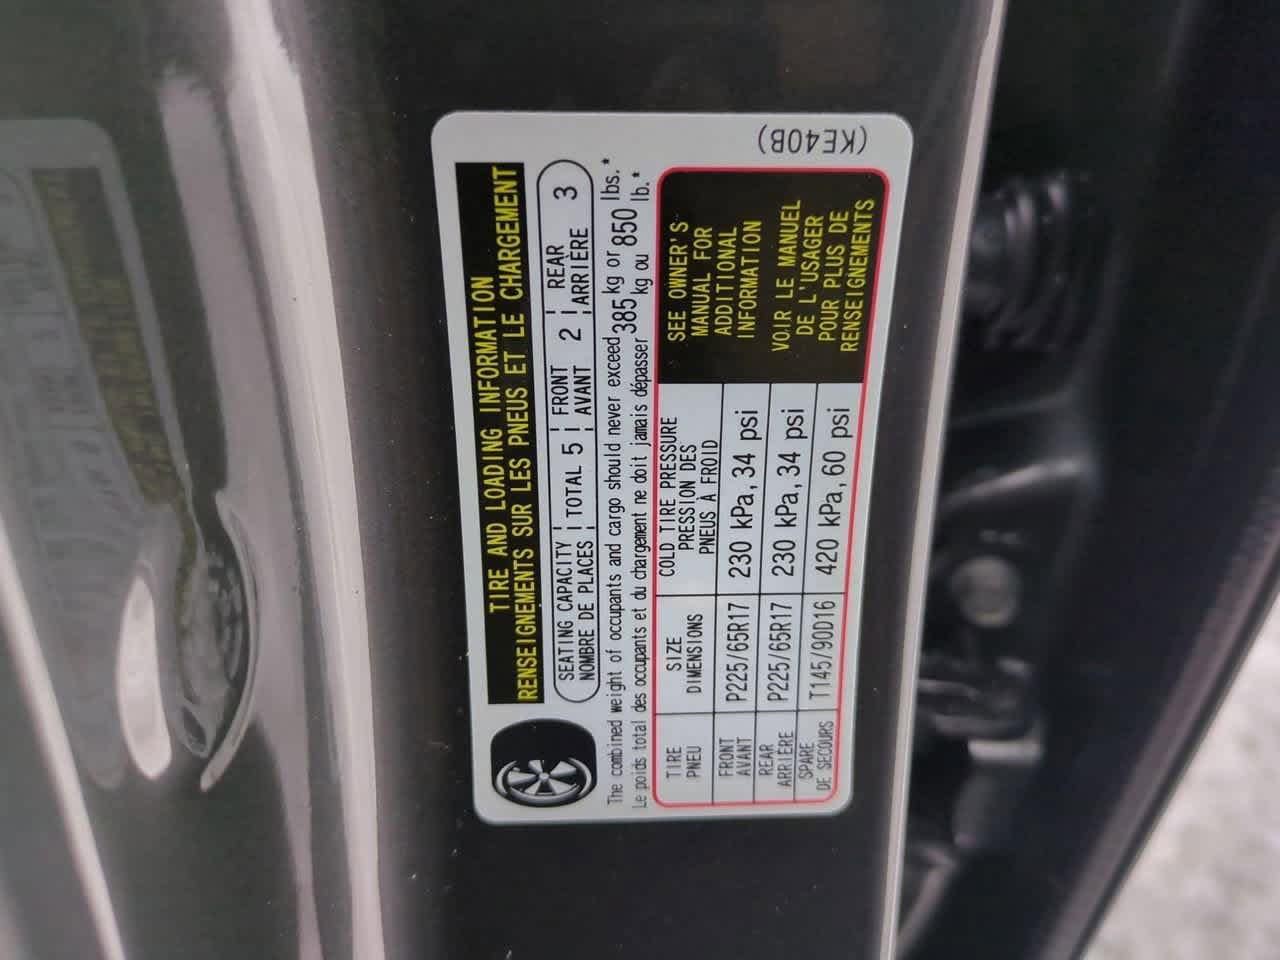 TIRE AND LOADING INFORMATION
RENSEIGNEMENTS SUR LES PNEUS ET LE CHARGEMENT
SEATING CAPACITY TOTAL 5 FRONT 2 REAR 3
NOMBRE DE PLACES AVANT ARRIÈRE
The combined weight of occupants and cargo should never exceed 385 kg or 850 lbs.*
Le poids total des occupants et du chargement ne doit jamais dépasser kg ou lb.*
TIRE SIZE COLD TIRE PRESSURE
PNEU DIMENSIONS PRESSION DES
PNEUS À FROID
FRONT P225/65R17 230 kPa, 34 psi
AVANT
REAR P225/65R17 230 kPa, 34 psi
ARRIÈRE
SPARE T145/90D16 420 kPa, 60 psi
DE SECOURS
SEE OWNER'S
MANUAL FOR
ADDITIONAL
INFORMATION
VOIR LE MANUEL
DE L'USAGER
POUR PLUS DE
RENSEIGNEMENTS
(KE40B)